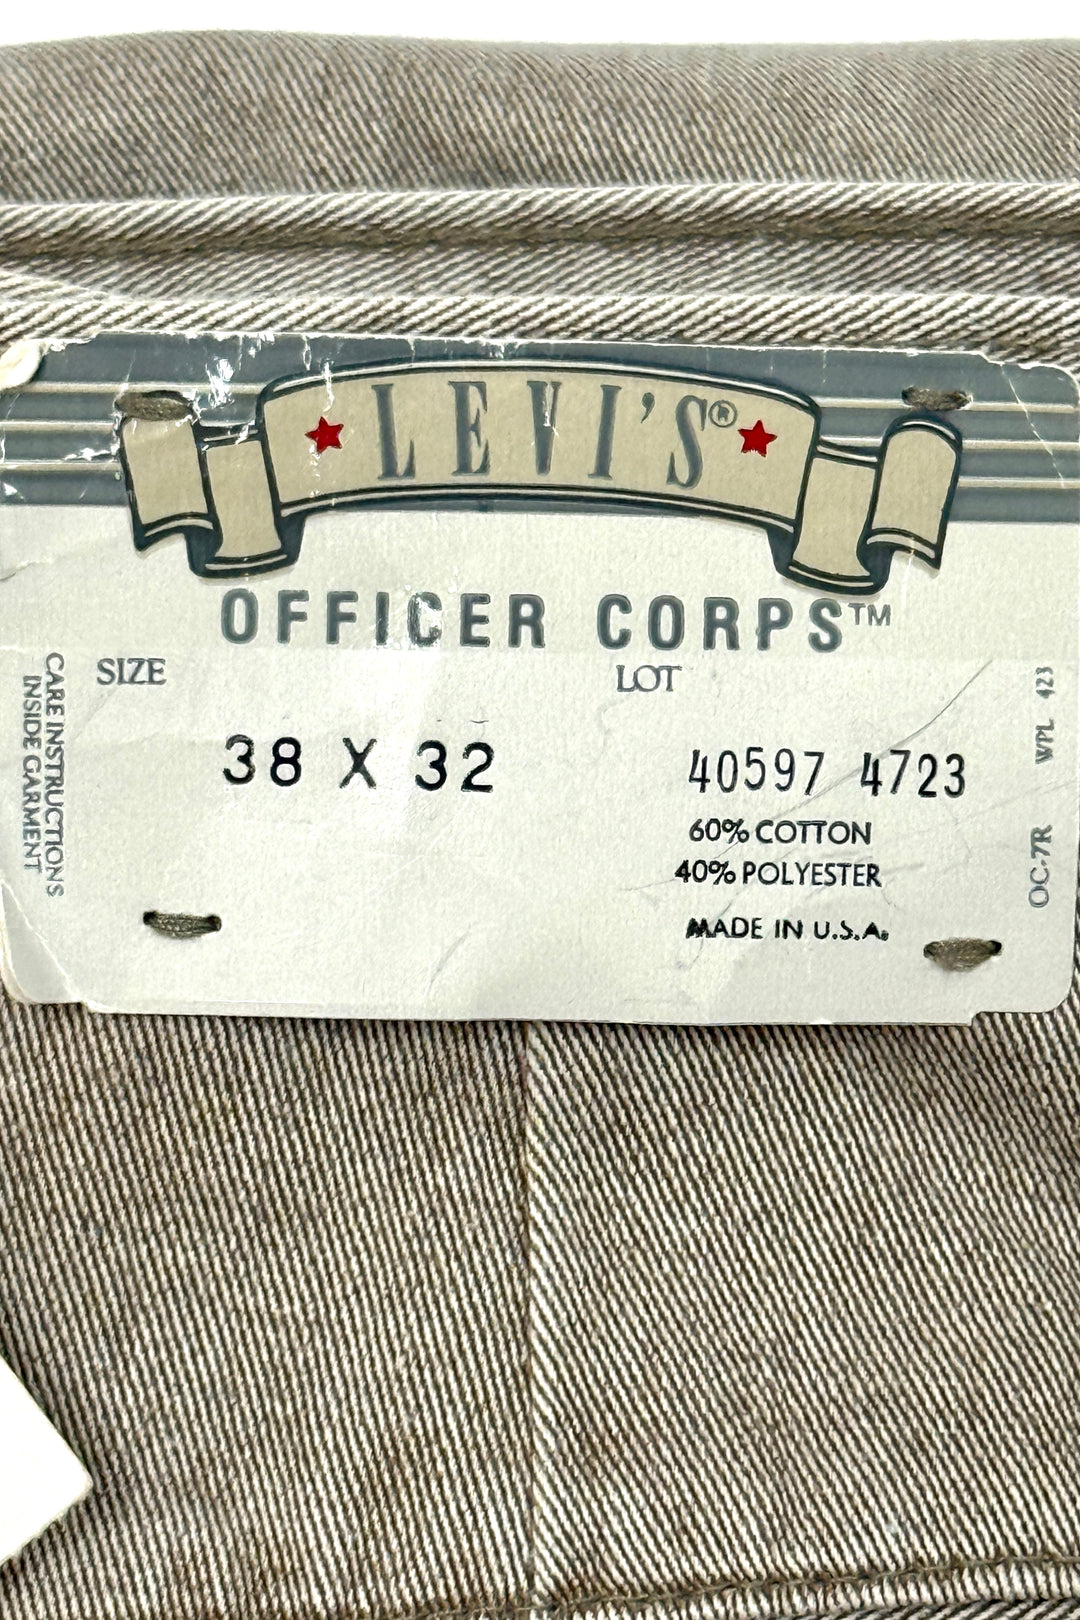 LEVI'S®
OFFICER CORPS™
SIZE
LOT
38 X 32
40597 4723
60% COTTON
40% POLYESTER
MADE IN U.S.A.
CARE INSTRUCTIONS
INSIDE GARMENT
OC-7R WPL 423